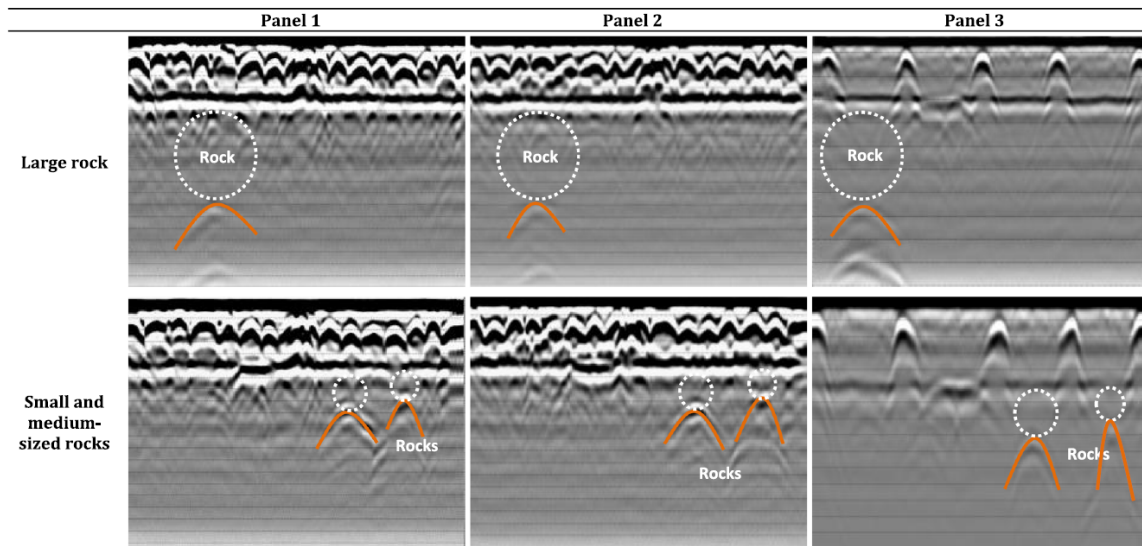 Panel 1 Panel 2 Panel 3
Large rock
Rock
Rock
Rock
Small and
medium-
sized rocks
Rocks
Rocks
Rocks